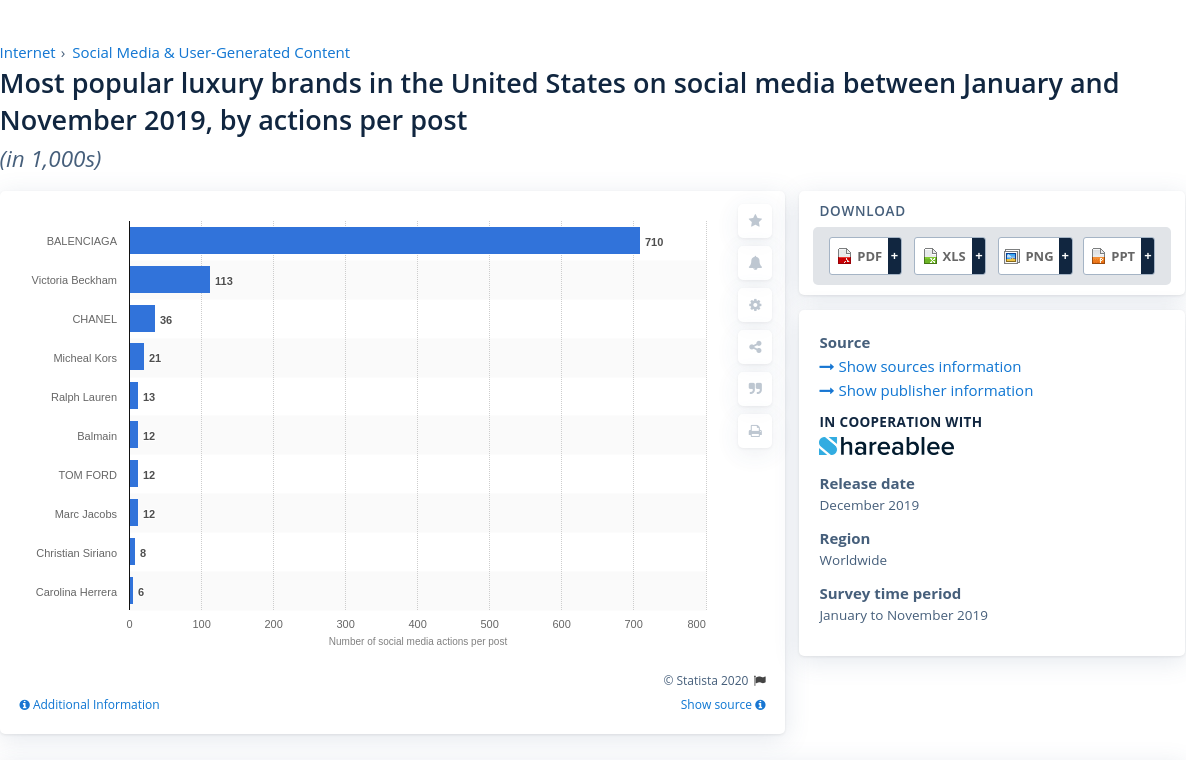 Internet › Social Media & User-Generated Content
Most popular luxury brands in the United States on social media between January and
November 2019, by actions per post
(in 1,000s)
BALENCIAGA 710
Victoria Beckham 113
CHANEL 36
Micheal Kors 21
Ralph Lauren 13
Balmain 12
TOM FORD 12
Marc Jacobs 12
Christian Siriano 8
Carolina Herrera 6
0 100 200 300 400 500 600 700 800
Number of social media actions per post
© Statista 2020
Additional Information
Show source
DOWNLOAD
PDF + XLS + PNG + PPT +
Source
Show sources information
Show publisher information
IN COOPERATION WITH
Shareablee
Release date
December 2019
Region
Worldwide
Survey time period
January to November 2019